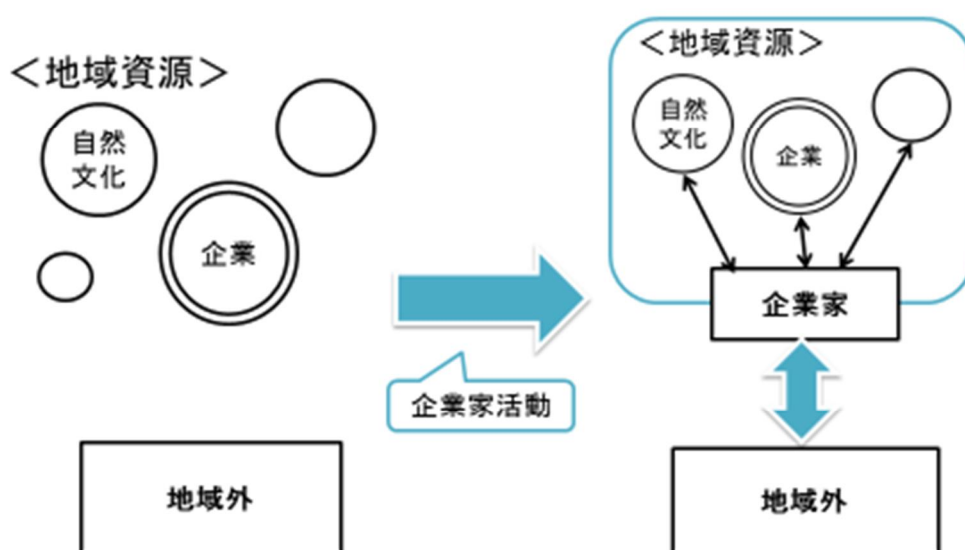 ＜地域資源＞
自然
文化
企業
地域外
企業家活動
＜地域資源＞
自然
文化
企業
企業家
地域外